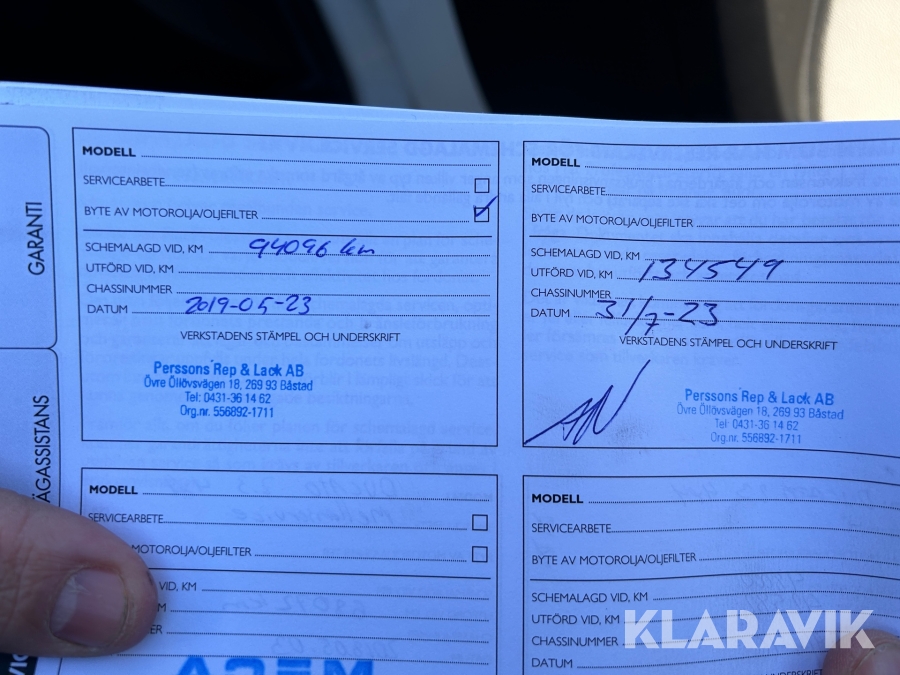 GARANTI
MODELL
SERVICEARBETE
BYTE AV MOTOROLJA/OLJEFILTER
SCHEMALAGD VID, KM 94096 km
UTFÖRD VID, KM
CHASSINUMMER
DATUM 2019-05-23
VERKSTADENS STÄMPEL OCH UNDERSKRIFT
Perssons Rep & Lack AB
Övre Öllövsvägen 18, 269 93 Båstad
Tel: 0431-36 14 62
Org.nr. 556892-1711
MODELL
SERVICEARBETE
BYTE AV MOTOROLJA/OLJEFILTER
SCHEMALAGD VID, KM
UTFÖRD VID, KM 134549
CHASSINUMMER
DATUM 31/7-23
VERKSTADENS STÄMPEL OCH UNDERSKRIFT
Perssons Rep & Lack AB
Övre Öllövsvägen 18, 269 93 Båstad
Tel: 0431-36 14 62
Org.nr. 556892-1711
ÄGASSISTANS
MODELL
SERVICEARBETE
MOTOROLJA/OLJEFILTER
VID, KM
MODELL
SERVICEARBETE
BYTE AV MOTOROLJA/OLJEFILTER
SCHEMALAGD VID, KM
UTFÖRD VID, KM
CHASSINUMMER
DATUM
KLARAVIK